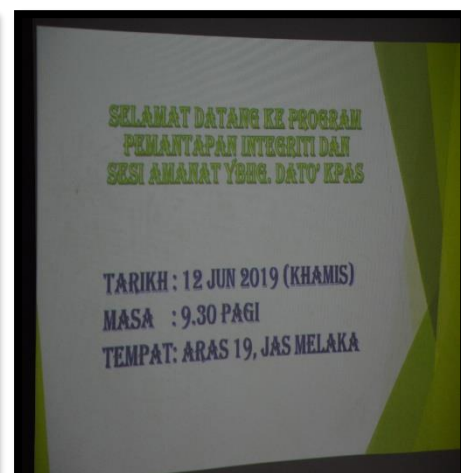 SELAMAT DATANG KE PROGRAM
PEMANTAPAN INTEGRITI DAN
SESI AMANAT YBHG. DATO' KPAS
TARIKH : 12 JUN 2019 (KHAMIS)
MASA : 9.30 PAGI
TEMPAT: ARAS 19, JAS MELAKA